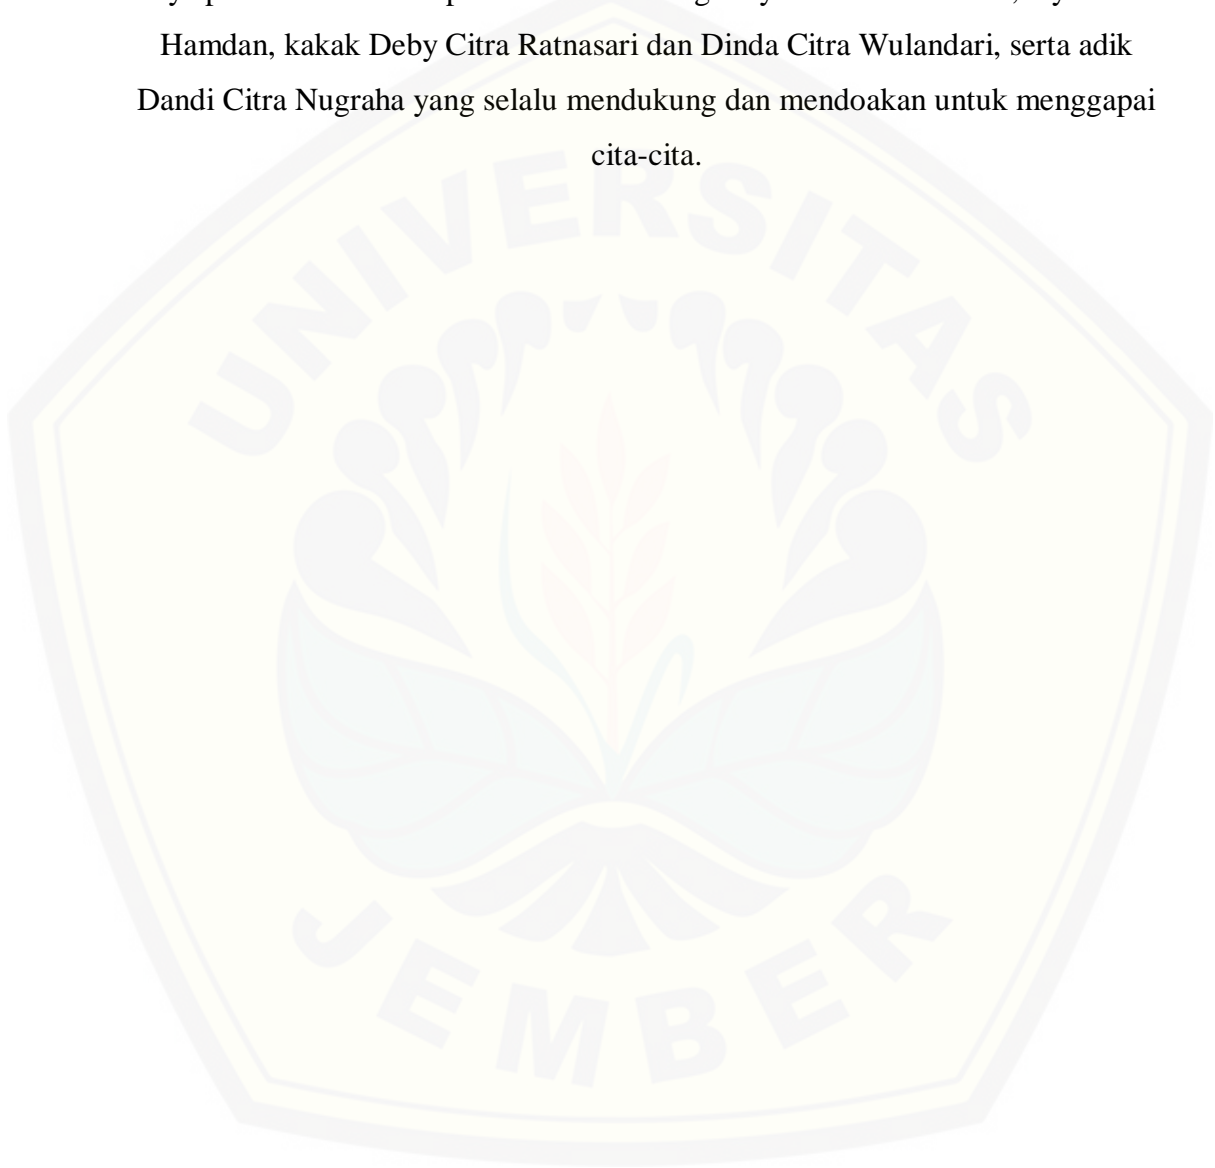 Hamdan, kakak Deby Citra Ratnasari dan Dinda Citra Wulandari, serta adik
Dandi Citra Nugraha yang selalu mendukung dan mendoakan untuk menggapai
cita-cita.
UNIVERSITAS
JEMBER